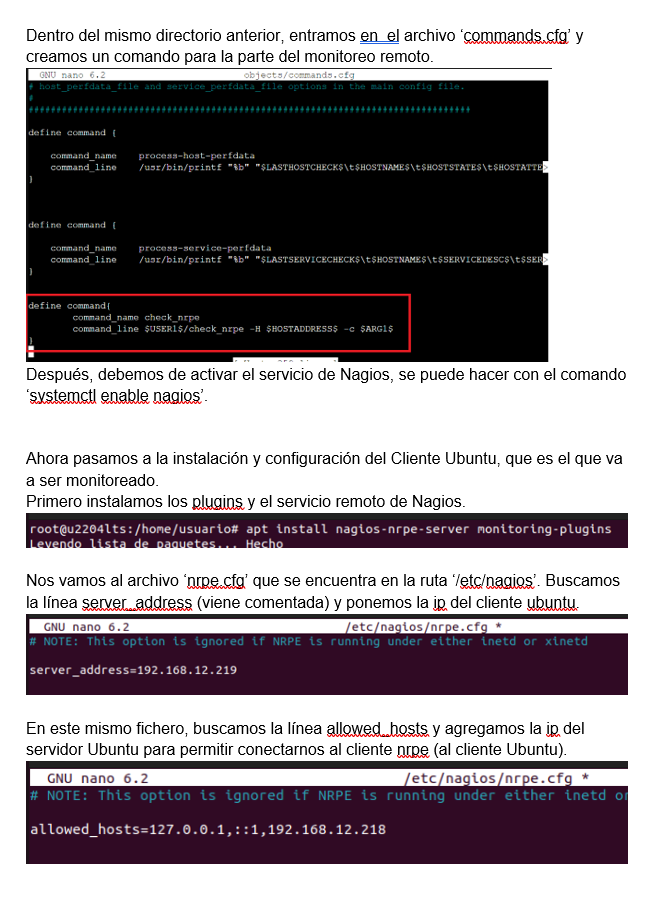 Dentro del mismo directorio anterior, entramos en el archivo ‘commands.cfg’ y
creamos un comando para la parte del monitoreo remoto.
GNU nano 6.2 objects/commands.cfg
# host_perfdata_file and service_perfdata_file options in the main config file.
#
################################################################################
define command {
command_name process-host-perfdata
command_line /usr/bin/printf "%b" "$LASTHOSTCHECK$\t$HOSTNAME$\t$HOSTSTATE$\t$HOSTATTE>
}
define command {
command_name process-service-perfdata
command_line /usr/bin/printf "%b" "$LASTSERVICECHECK$\t$HOSTNAME$\t$SERVICEDESC$\t$SER>
}
define command{
command_name check_nrpe
command_line $USER1$/check_nrpe -H $HOSTADDRESS$ -c $ARG1$
}
Después, debemos de activar el servicio de Nagios, se puede hacer con el comando
‘systemctl enable nagios’.
Ahora pasamos a la instalación y configuración del Cliente Ubuntu, que es el que va
a ser monitoreado.
Primero instalamos los plugins y el servicio remoto de Nagios.
root@u2204lts:/home/usuario# apt install nagios-nrpe-server monitoring-plugins
Leyendo lista de paquetes... Hecho
Nos vamos al archivo ‘nrpe.cfg’ que se encuentra en la ruta ‘/etc/nagios’. Buscamos
la línea server_address (viene comentada) y ponemos la ip del cliente ubuntu.
GNU nano 6.2 /etc/nagios/nrpe.cfg *
# NOTE: This option is ignored if NRPE is running under either inetd or xinetd
server_address=192.168.12.219
En este mismo fichero, buscamos la línea allowed_hosts y agregamos la ip del
servidor Ubuntu para permitir conectarnos al cliente nrpe (al cliente Ubuntu).
GNU nano 6.2 /etc/nagios/nrpe.cfg *
# NOTE: This option is ignored if NRPE is running under either inetd or
allowed_hosts=127.0.0.1,::1,192.168.12.218